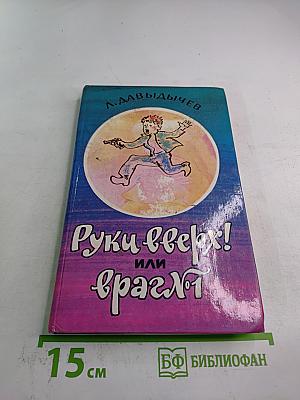 Л. ДАВЫДЫЧЕВ
Руки вверх!
или
враг №1
15 см
БФ БИБЛИОФАН